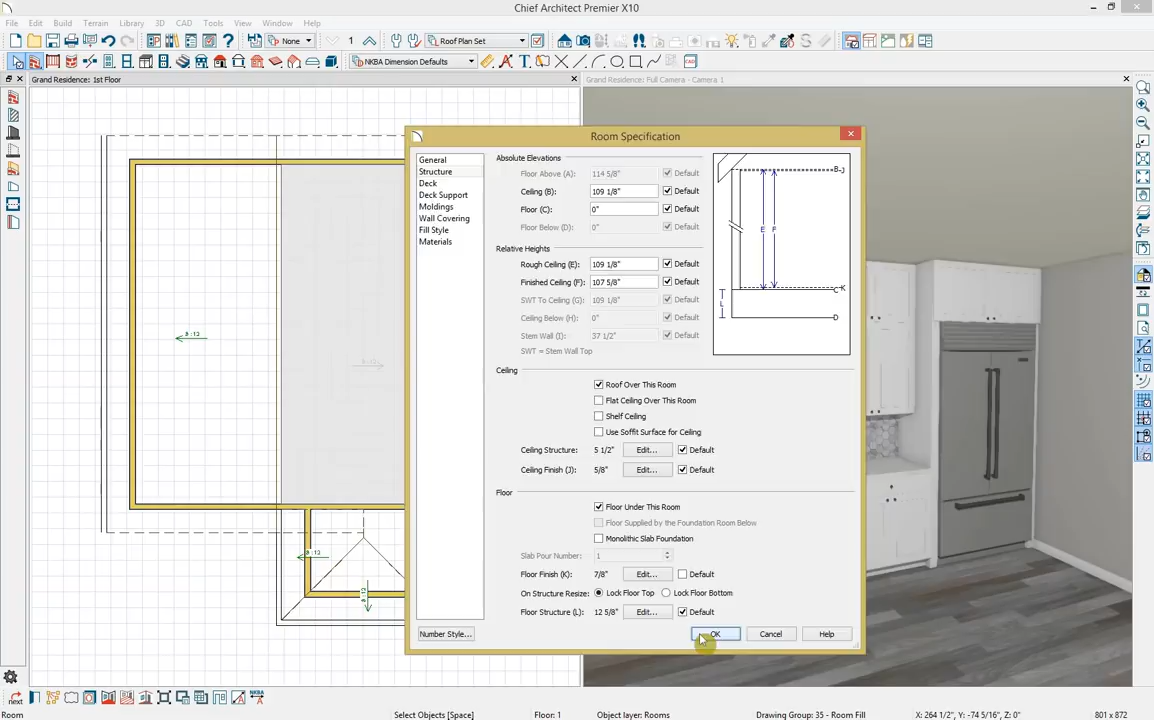 Chief Architect Premier X10
File Edit Build Terrain Library 3D CAD Tools View Window Help
None 1 Roof Plan Set
NKBA Dimension Defaults
Grand Residence: 1st Floor
Grand Residence: Full Camera - Camera 1
Room Specification
General
Structure
Deck
Deck Support
Moldings
Wall Covering
Fill Style
Materials
Absolute Elevations
Floor Above (A): 114 5/8" Default
Ceiling (B): 109 1/8" Default
Floor (C): 0" Default
Floor Below (D): 0" Default
Relative Heights
Rough Ceiling (E): 109 1/8" Default
Finished Ceiling (F): 107 5/8" Default
SWT To Ceiling (G): 109 1/8" Default
Ceiling Below (H): 0" Default
Stem Wall (I): 37 1/2" Default
SWT = Stem Wall Top
B J
E F
C K
L
D
Ceiling
Roof Over This Room
Flat Ceiling Over This Room
Shelf Ceiling
Use Soffit Surface for Ceiling
Ceiling Structure: 5 1/2" Edit... Default
Ceiling Finish (J): 5/8" Edit... Default
Floor
Floor Under This Room
Floor Supplied by the Foundation Room Below
Monolithic Slab Foundation
Slab Pour Number: 1
Floor Finish (K): 7/8" Edit... Default
On Structure Resize: Lock Floor Top Lock Floor Bottom
Floor Structure (L): 12 5/8" Edit... Default
Number Style... OK Cancel Help
Room Select Objects [Space] Floor: 1 Object layer: Rooms Drawing Group: 35 - Room Fill X: 264 1/2", Y: -74 5/16", Z: 0" 801 x 872